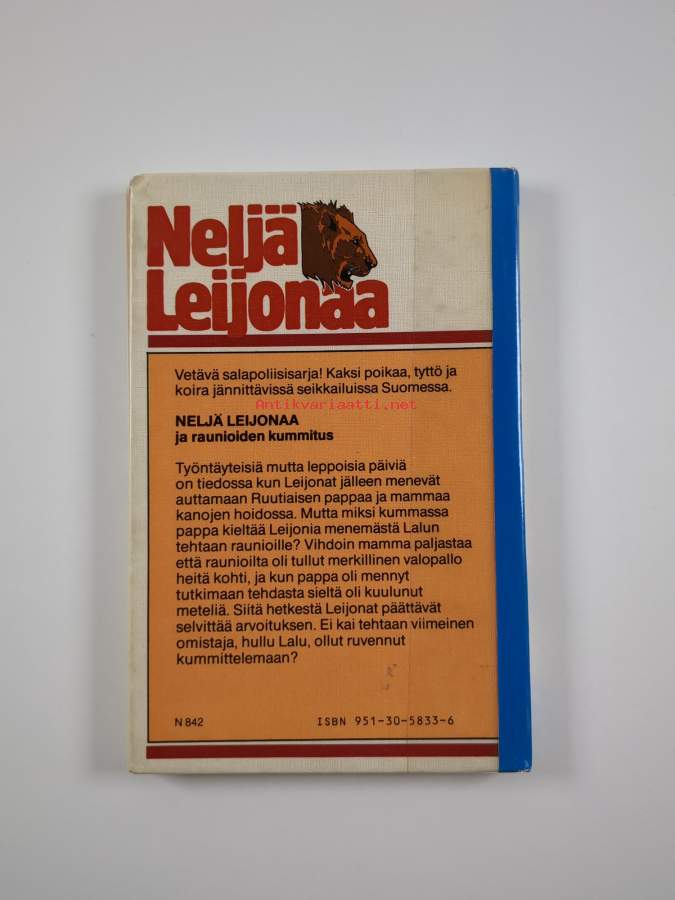 Neljä
Leijonaa
Vetävä salapoliisisarja! Kaksi poikaa, tyttö ja
koira jännittävissä seikkailuissa Suomessa.
Antikvariaatti.net
NELJÄ LEIJONAA
ja raunioiden kummitus
Työntäyteisiä mutta leppoisia päiviä
on tiedossa kun Leijonat jälleen menevät
auttamaan Ruutiaisen pappaa ja mammaa
kanojen hoidossa. Mutta miksi kummassa
pappa kieltää Leijonia menemästä Lalun
tehtaan raunioille? Vihdoin mamma paljastaa
että raunioilta oli tullut merkillinen valopallo
heitä kohti, ja kun pappa oli mennyt
tutkimaan tehdasta sieltä oli kuulunut
meteliä. Siitä hetkestä Leijonat päättävät
selvittää arvoituksen. Ei kai tehtaan viimeinen
omistaja, hullu Lalu, ollut ruvennut
kummittelemaan?
N 842
ISBN 951-30-5833-6